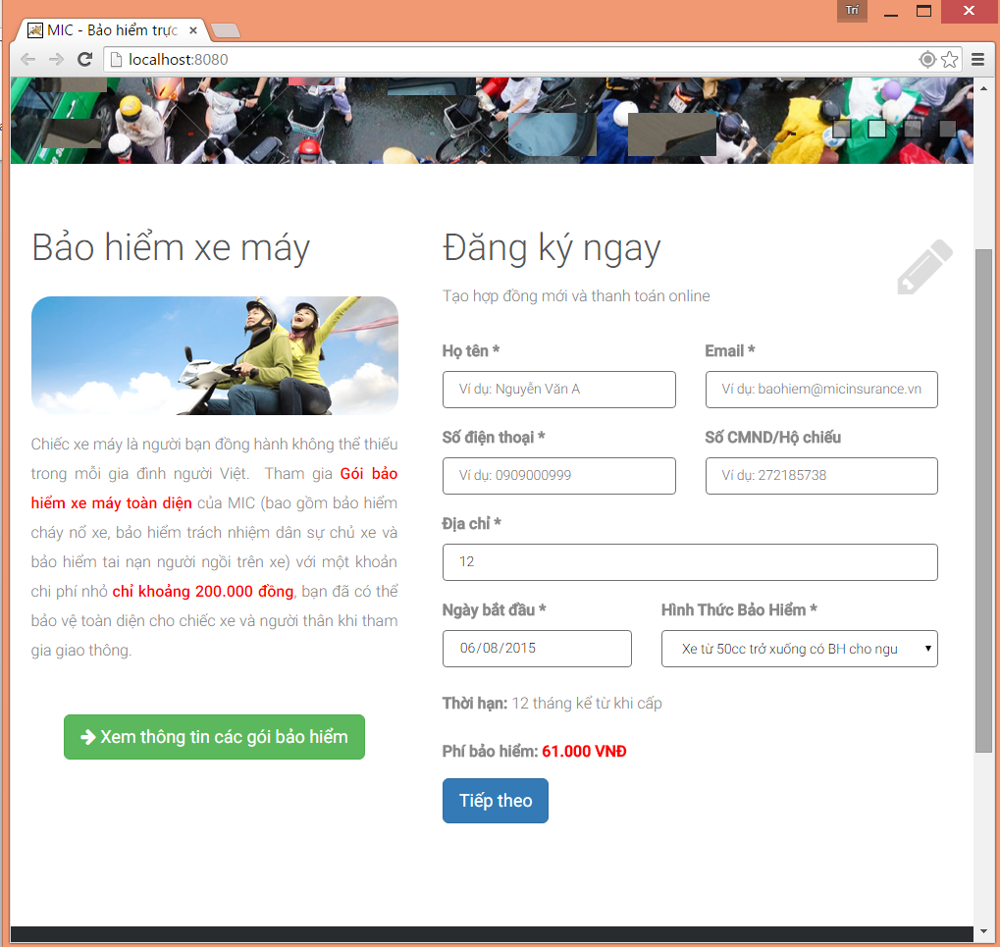 Trí
MIC - Bảo hiểm trực
localhost:8080
Bảo hiểm xe máy
Chiếc xe máy là người bạn đồng hành không thể thiếu
trong mỗi gia đình người Việt. Tham gia Gói bảo
hiểm xe máy toàn diện của MIC (bao gồm bảo hiểm
cháy nổ xe, bảo hiểm trách nhiệm dân sự chủ xe và
bảo hiểm tai nạn người ngồi trên xe) với một khoản
chi phí nhỏ chỉ khoảng 200.000 đồng, bạn đã có thể
bảo vệ toàn diện cho chiếc xe và người thân khi tham
gia giao thông.
Xem thông tin các gói bảo hiểm
Đăng ký ngay
Tạo hợp đồng mới và thanh toán online
Họ tên *
Ví dụ: Nguyễn Văn A
Email *
Ví dụ: baohiem@micinsurance.vn
Số điện thoại *
Ví dụ: 0909000999
Số CMND/Hộ chiếu
Ví dụ: 272185738
Địa chỉ *
12
Ngày bắt đầu *
06/08/2015
Hình Thức Bảo Hiểm *
Xe từ 50cc trở xuống có BH cho ngu
Thời hạn: 12 tháng kể từ khi cấp
Phí bảo hiểm: 61.000 VNĐ
Tiếp theo